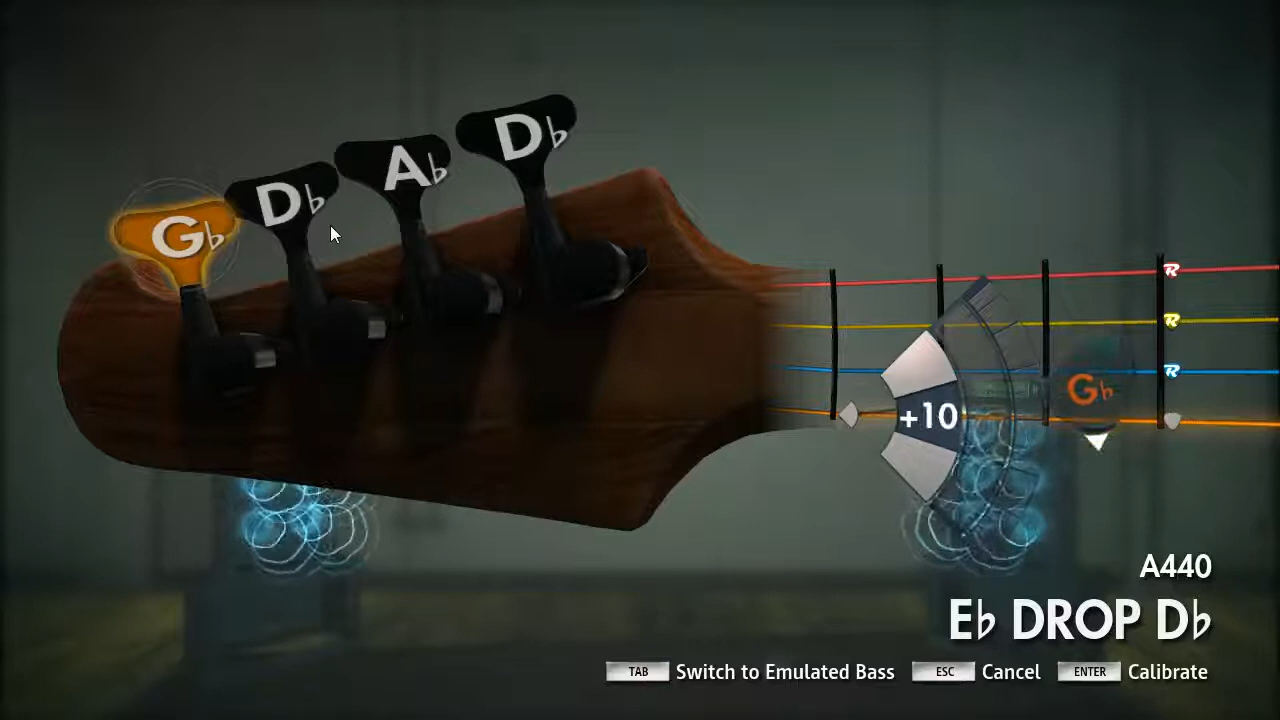 D♭
A♭
D♭
G♭
R
R
R
+10
G♭
A440
E♭ DROP D♭
TAB Switch to Emulated Bass ESC Cancel ENTER Calibrate